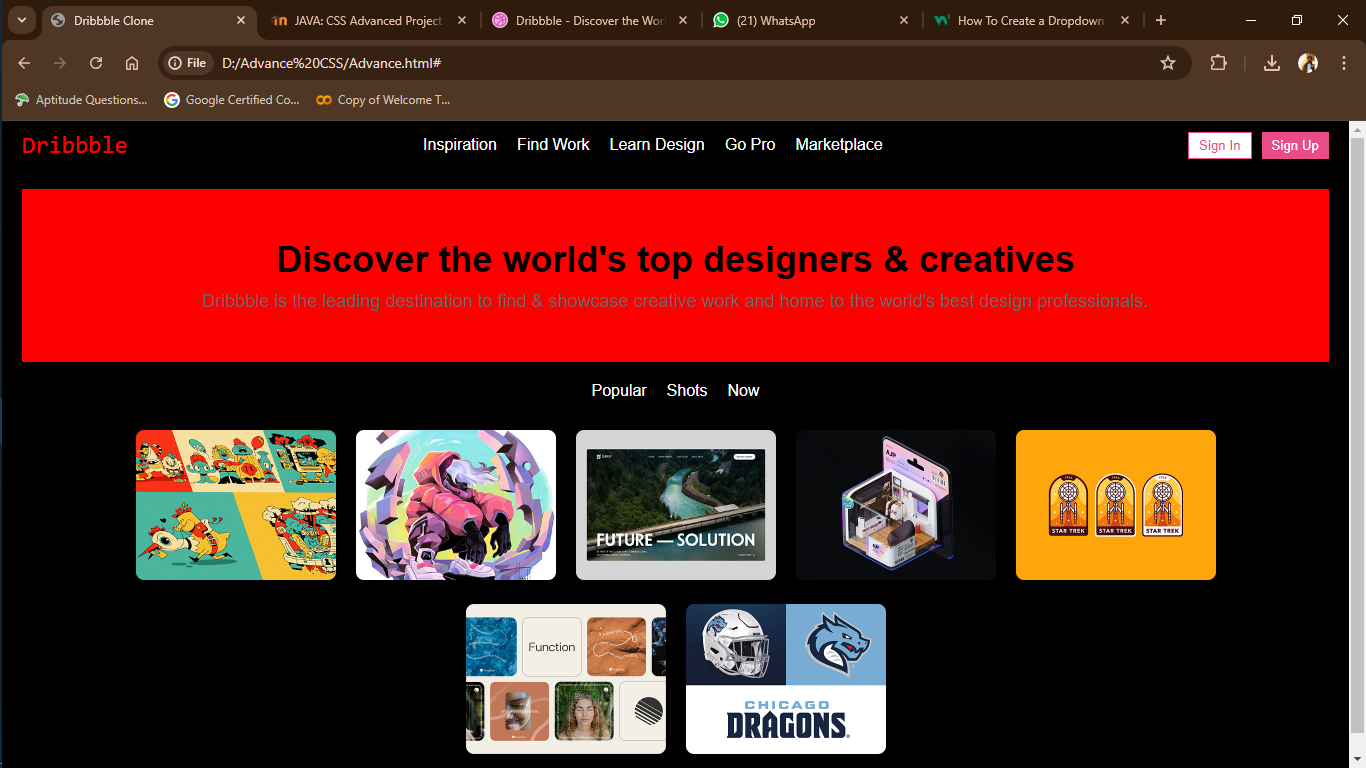 Dribbble Clone
JAVA: CSS Advanced Project
Dribbble - Discover the Wor
(21) WhatsApp
How To Create a Dropdown
File
D:/Advance%20CSS/Advance.html#
Aptitude Questions...
Google Certified Co...
Copy of Welcome T...
Dribbble
Inspiration
Find Work
Learn Design
Go Pro
Marketplace
Sign In
Sign Up
Discover the world's top designers & creatives
Dribbble is the leading destination to find & showcase creative work and home to the world's best design professionals.
Popular
Shots
Now
FUTURE — SOLUTION
AJP
STAR TREK
STAR TREK
STAR TREK
Function
CHICAGO
DRAGONS